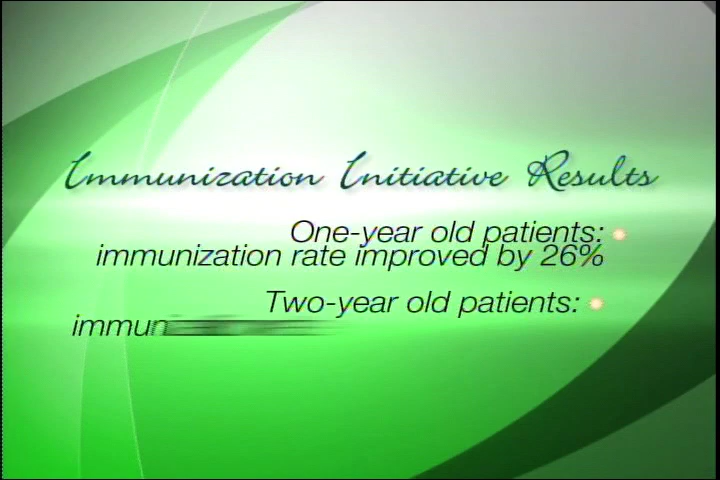 Immunization Initiative Results
One-year old patients:
immunization rate improved by 26%
Two-year old patients:
immun